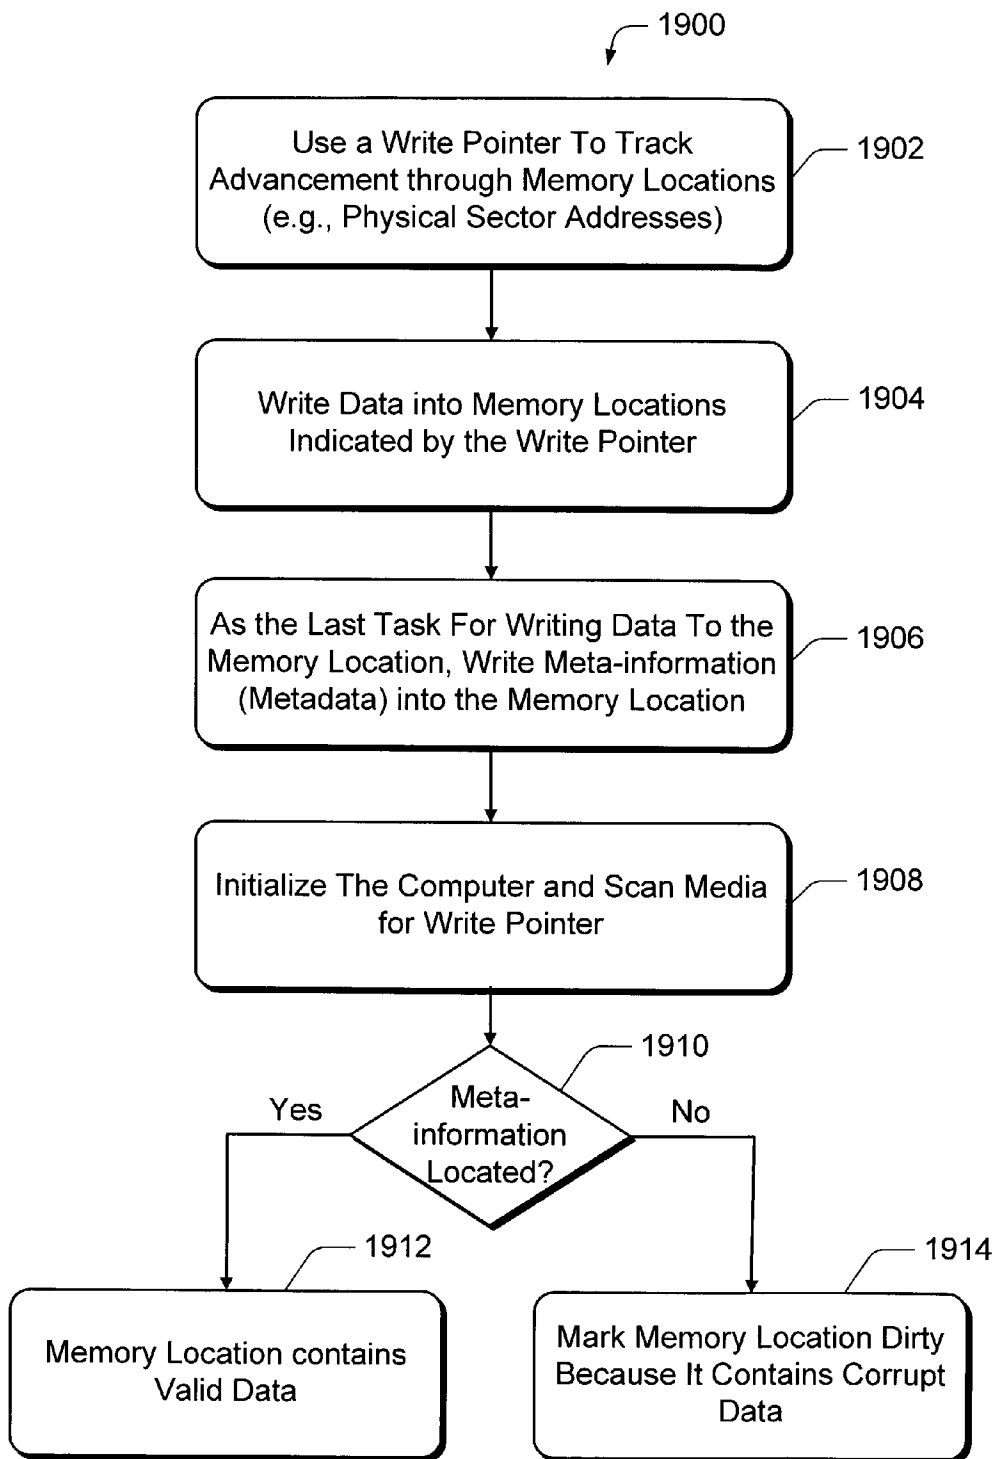 1900
Use a Write Pointer To Track
Advancement through Memory Locations
(e.g., Physical Sector Addresses)
1902
Write Data into Memory Locations
Indicated by the Write Pointer
1904
As the Last Task For Writing Data To the
Memory Location, Write Meta-information
(Metadata) into the Memory Location
1906
Initialize The Computer and Scan Media
for Write Pointer
1908
1910
Meta-
information
Located?
Yes
No
1912
Memory Location contains
Valid Data
1914
Mark Memory Location Dirty
Because It Contains Corrupt
Data